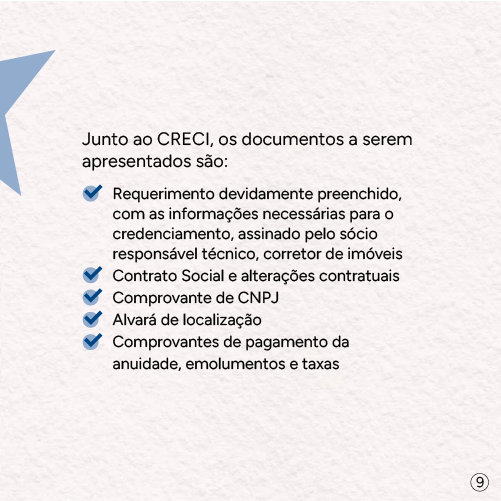 Junto ao CRECI, os documentos a serem
apresentados são:
Requerimento devidamente preenchido,
com as informações necessárias para o
credenciamento, assinado pelo sócio
responsável técnico, corretor de imóveis
Contrato Social e alterações contratuais
Comprovante de CNPJ
Alvará de localização
Comprovantes de pagamento da
anuidade, emolumentos e taxas
9